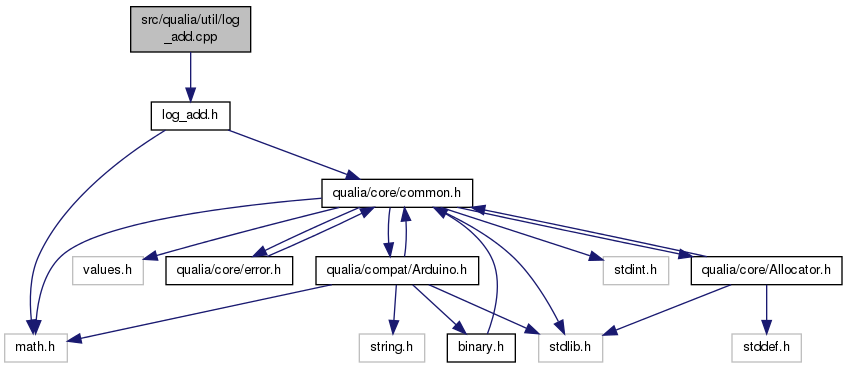 src/qualia/util/log
_add.cpp
log_add.h
qualia/core/common.h
values.h
qualia/core/error.h
qualia/compat/Arduino.h
stdint.h
qualia/core/Allocator.h
math.h
string.h
binary.h
stdlib.h
stddef.h